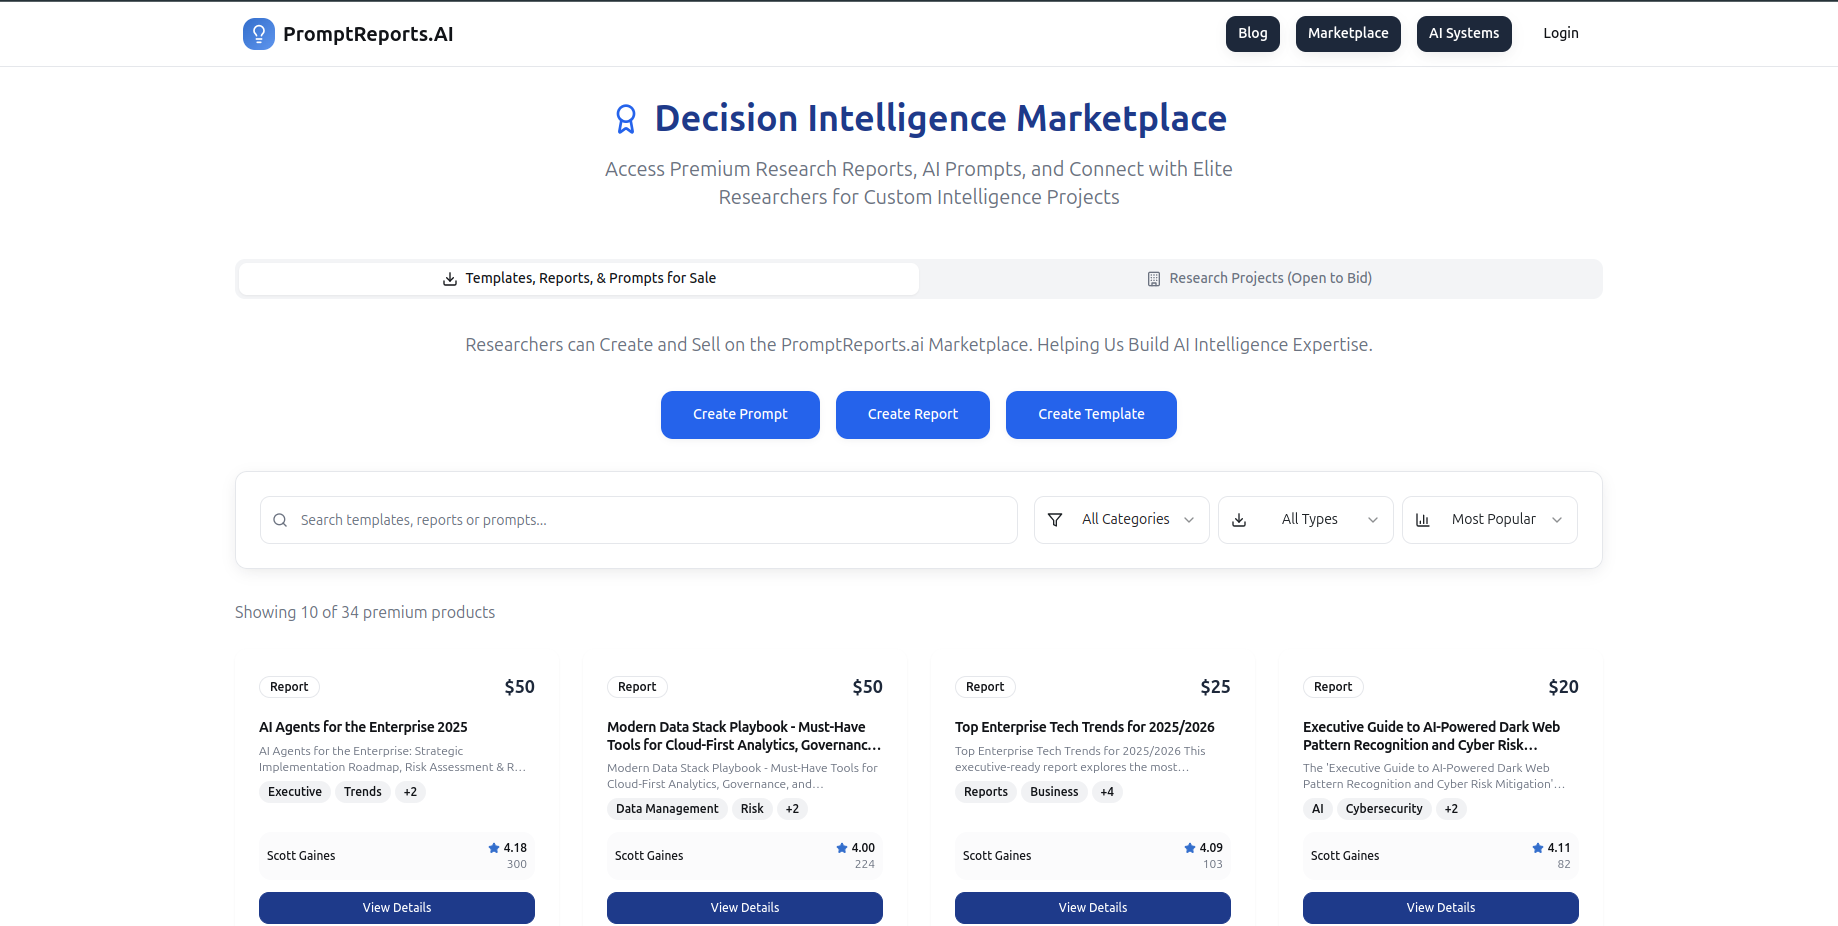 PromptReports.AI
Blog
Marketplace
AI Systems
Login
Decision Intelligence Marketplace
Access Premium Research Reports, AI Prompts, and Connect with Elite
Researchers for Custom Intelligence Projects
Templates, Reports, & Prompts for Sale
Research Projects (Open to Bid)
Researchers can Create and Sell on the PromptReports.ai Marketplace. Helping Us Build AI Intelligence Expertise.
Create Prompt
Create Report
Create Template
Search templates, reports or prompts...
All Categories
All Types
Most Popular
Showing 10 of 34 premium products
Report
$50
AI Agents for the Enterprise 2025
AI Agents for the Enterprise: Strategic
Implementation Roadmap, Risk Assessment & R...
Executive
Trends
+2
Scott Gaines
4.18
300
View Details
Report
$50
Modern Data Stack Playbook - Must-Have
Tools for Cloud-First Analytics, Governanc...
Modern Data Stack Playbook - Must-Have Tools for
Cloud-First Analytics, Governance, and...
Data Management
Risk
+2
Scott Gaines
4.00
224
View Details
Report
$25
Top Enterprise Tech Trends for 2025/2026
Top Enterprise Tech Trends for 2025/2026 This
executive-ready report explores the most...
Reports
Business
+4
Scott Gaines
4.09
103
View Details
Report
$20
Executive Guide to AI-Powered Dark Web
Pattern Recognition and Cyber Risk...
The 'Executive Guide to AI-Powered Dark Web
Pattern Recognition and Cyber Risk Mitigation'...
AI
Cybersecurity
+2
Scott Gaines
4.11
82
View Details